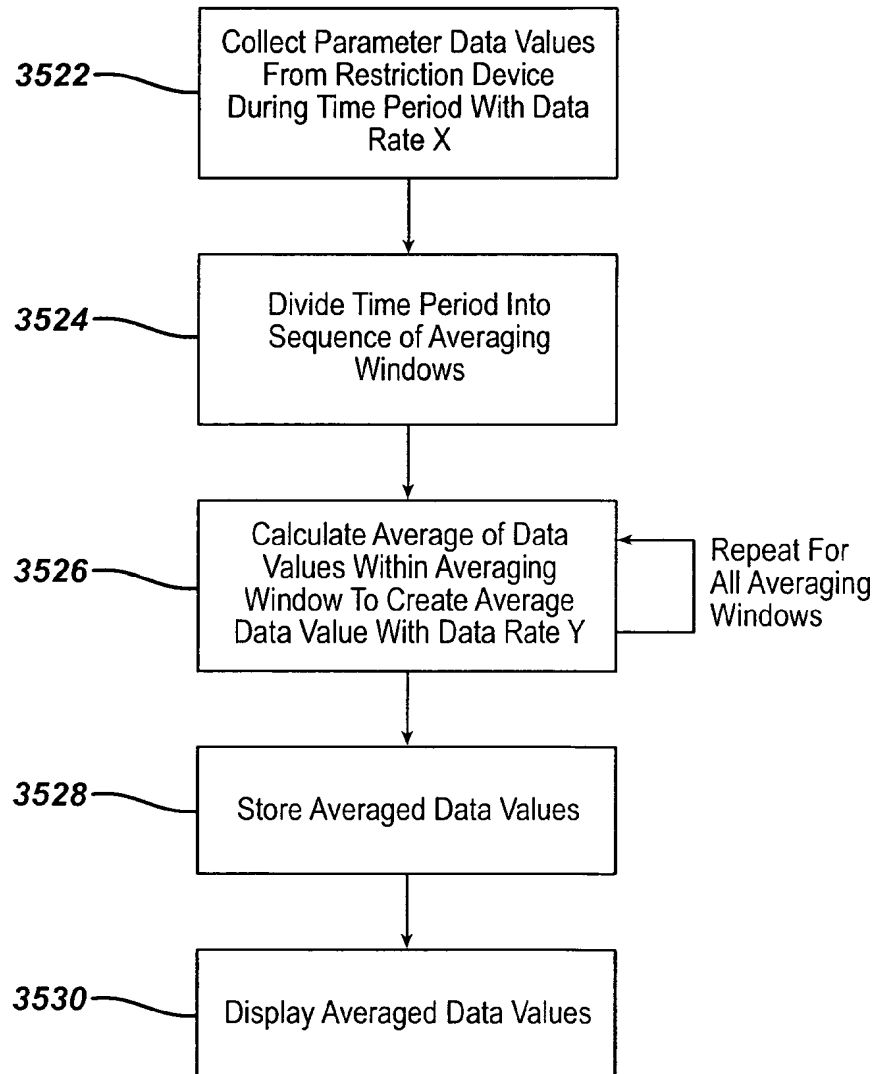 3522
Collect Parameter Data Values
From Restriction Device
During Time Period With Data
Rate X
3524
Divide Time Period Into
Sequence of Averaging
Windows
3526
Calculate Average of Data
Values Within Averaging
Window To Create Average
Data Value With Data Rate Y
Repeat For
All Averaging
Windows
3528
Store Averaged Data Values
3530
Display Averaged Data Values